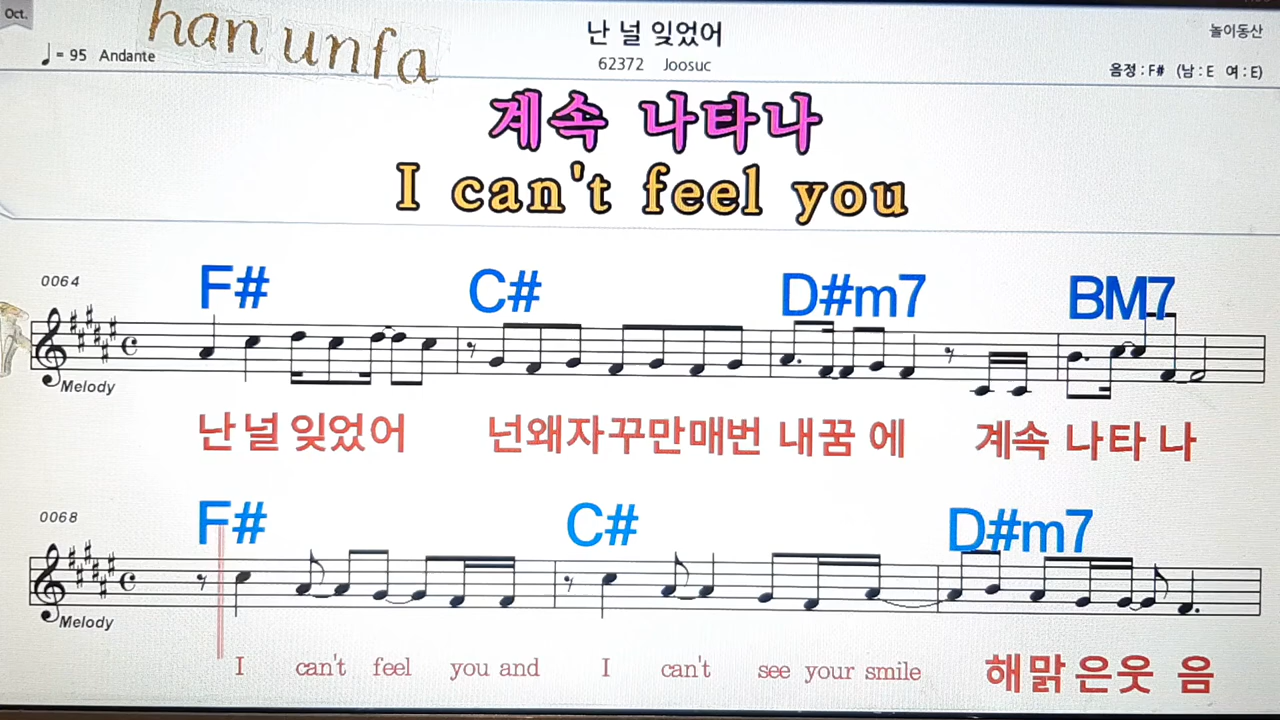 Oct.
han unfa
난 널 잊었어
놀이동산
♩= 95 Andante
62372 Joosuc
음정 : F# (남 : E 여 : E)
계속 나타나
I can't feel you
0064
F# C# D#m7 BM7
Melody
난 널 잊었어 넌왜자꾸만매번 내꿈 에 계속 나타 나
0068
F# C# D#m7
Melody
I can't feel you and I can't see your smile 해맑 은웃 음